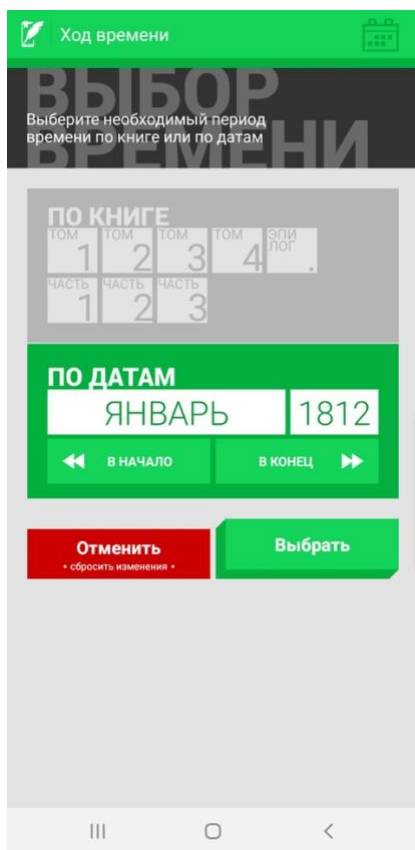 Ход времени
ВЫБОР
ВРЕМЕНИ
Выберите необходимый период
времени по книге или по датам
ПО КНИГЕ
ТОМ 1 ТОМ 2 ТОМ 3 ТОМ 4 ЭПИЛОГ .
ЧАСТЬ 1 ЧАСТЬ 2 ЧАСТЬ 3
ПО ДАТАМ
ЯНВАРЬ 1812
В НАЧАЛО В КОНЕЦ
Отменить Выбрать
• сбросить изменения •